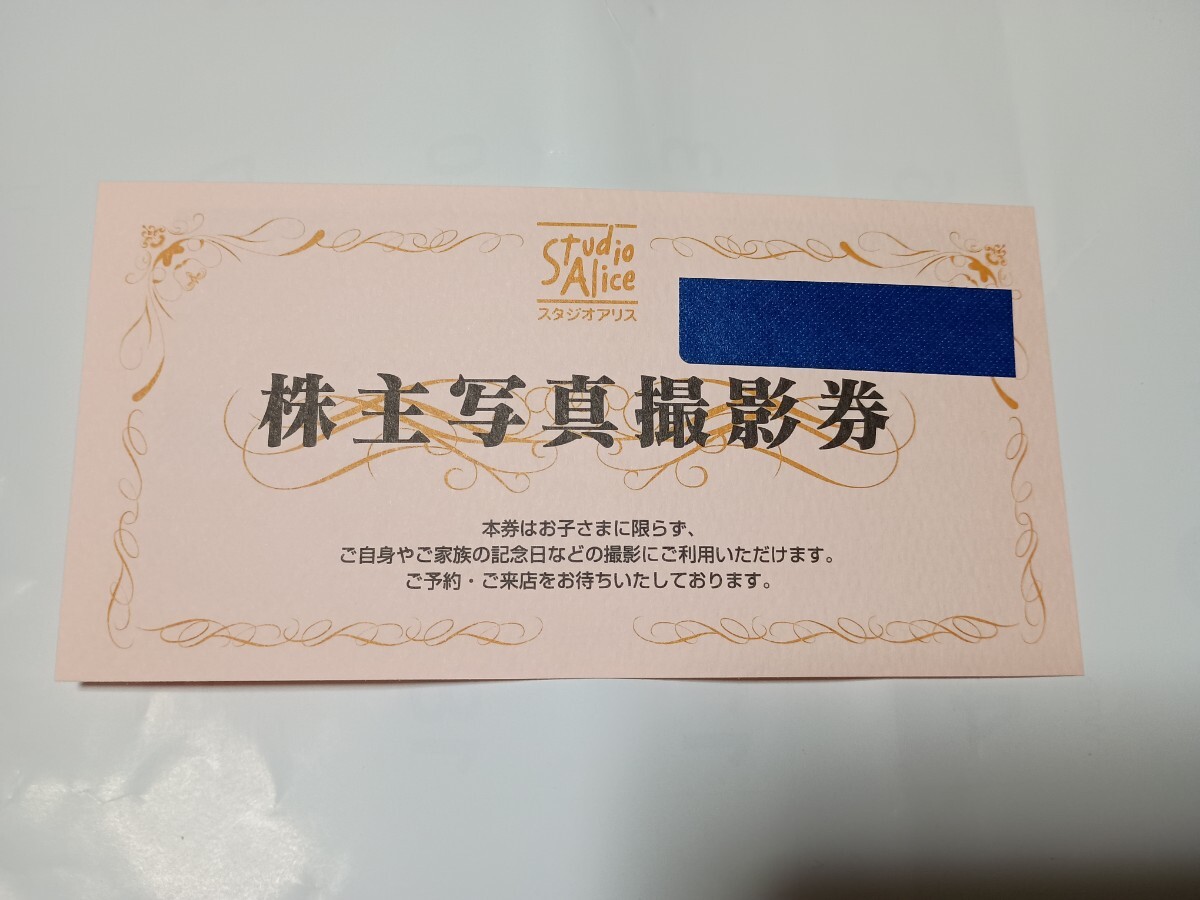 Studio
Alice
スタジオアリス
株主写真撮影券
本券はお子さまに限らず、
ご自身やご家族の記念日などの撮影にご利用いただけます。
ご予約・ご来店をお待ちいたしております。